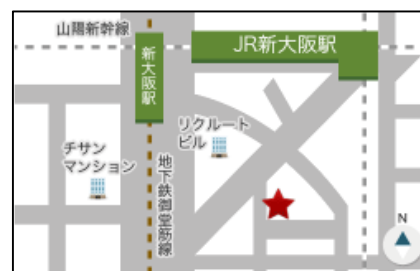 山陽新幹線
JR新大阪駅
新大阪駅
リクルート
ビル
チサン
マンション
地下鉄御堂筋線
N